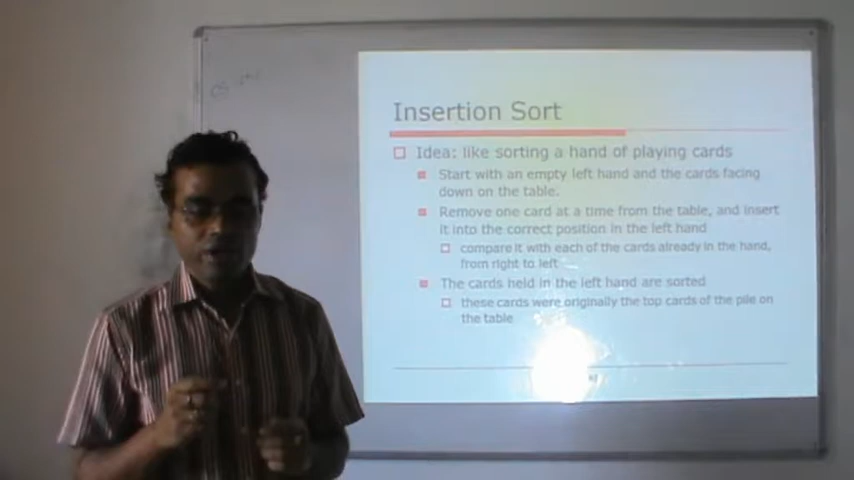 Insertion Sort
Idea: like sorting a hand of playing cards
Start with an empty left hand and the cards facing
down on the table.
Remove one card at a time from the table, and insert
it into the correct position in the left hand
compare it with each of the cards already in the hand,
from right to left
The cards held in the left hand are sorted
these cards were originally the top cards of the pile on
the table